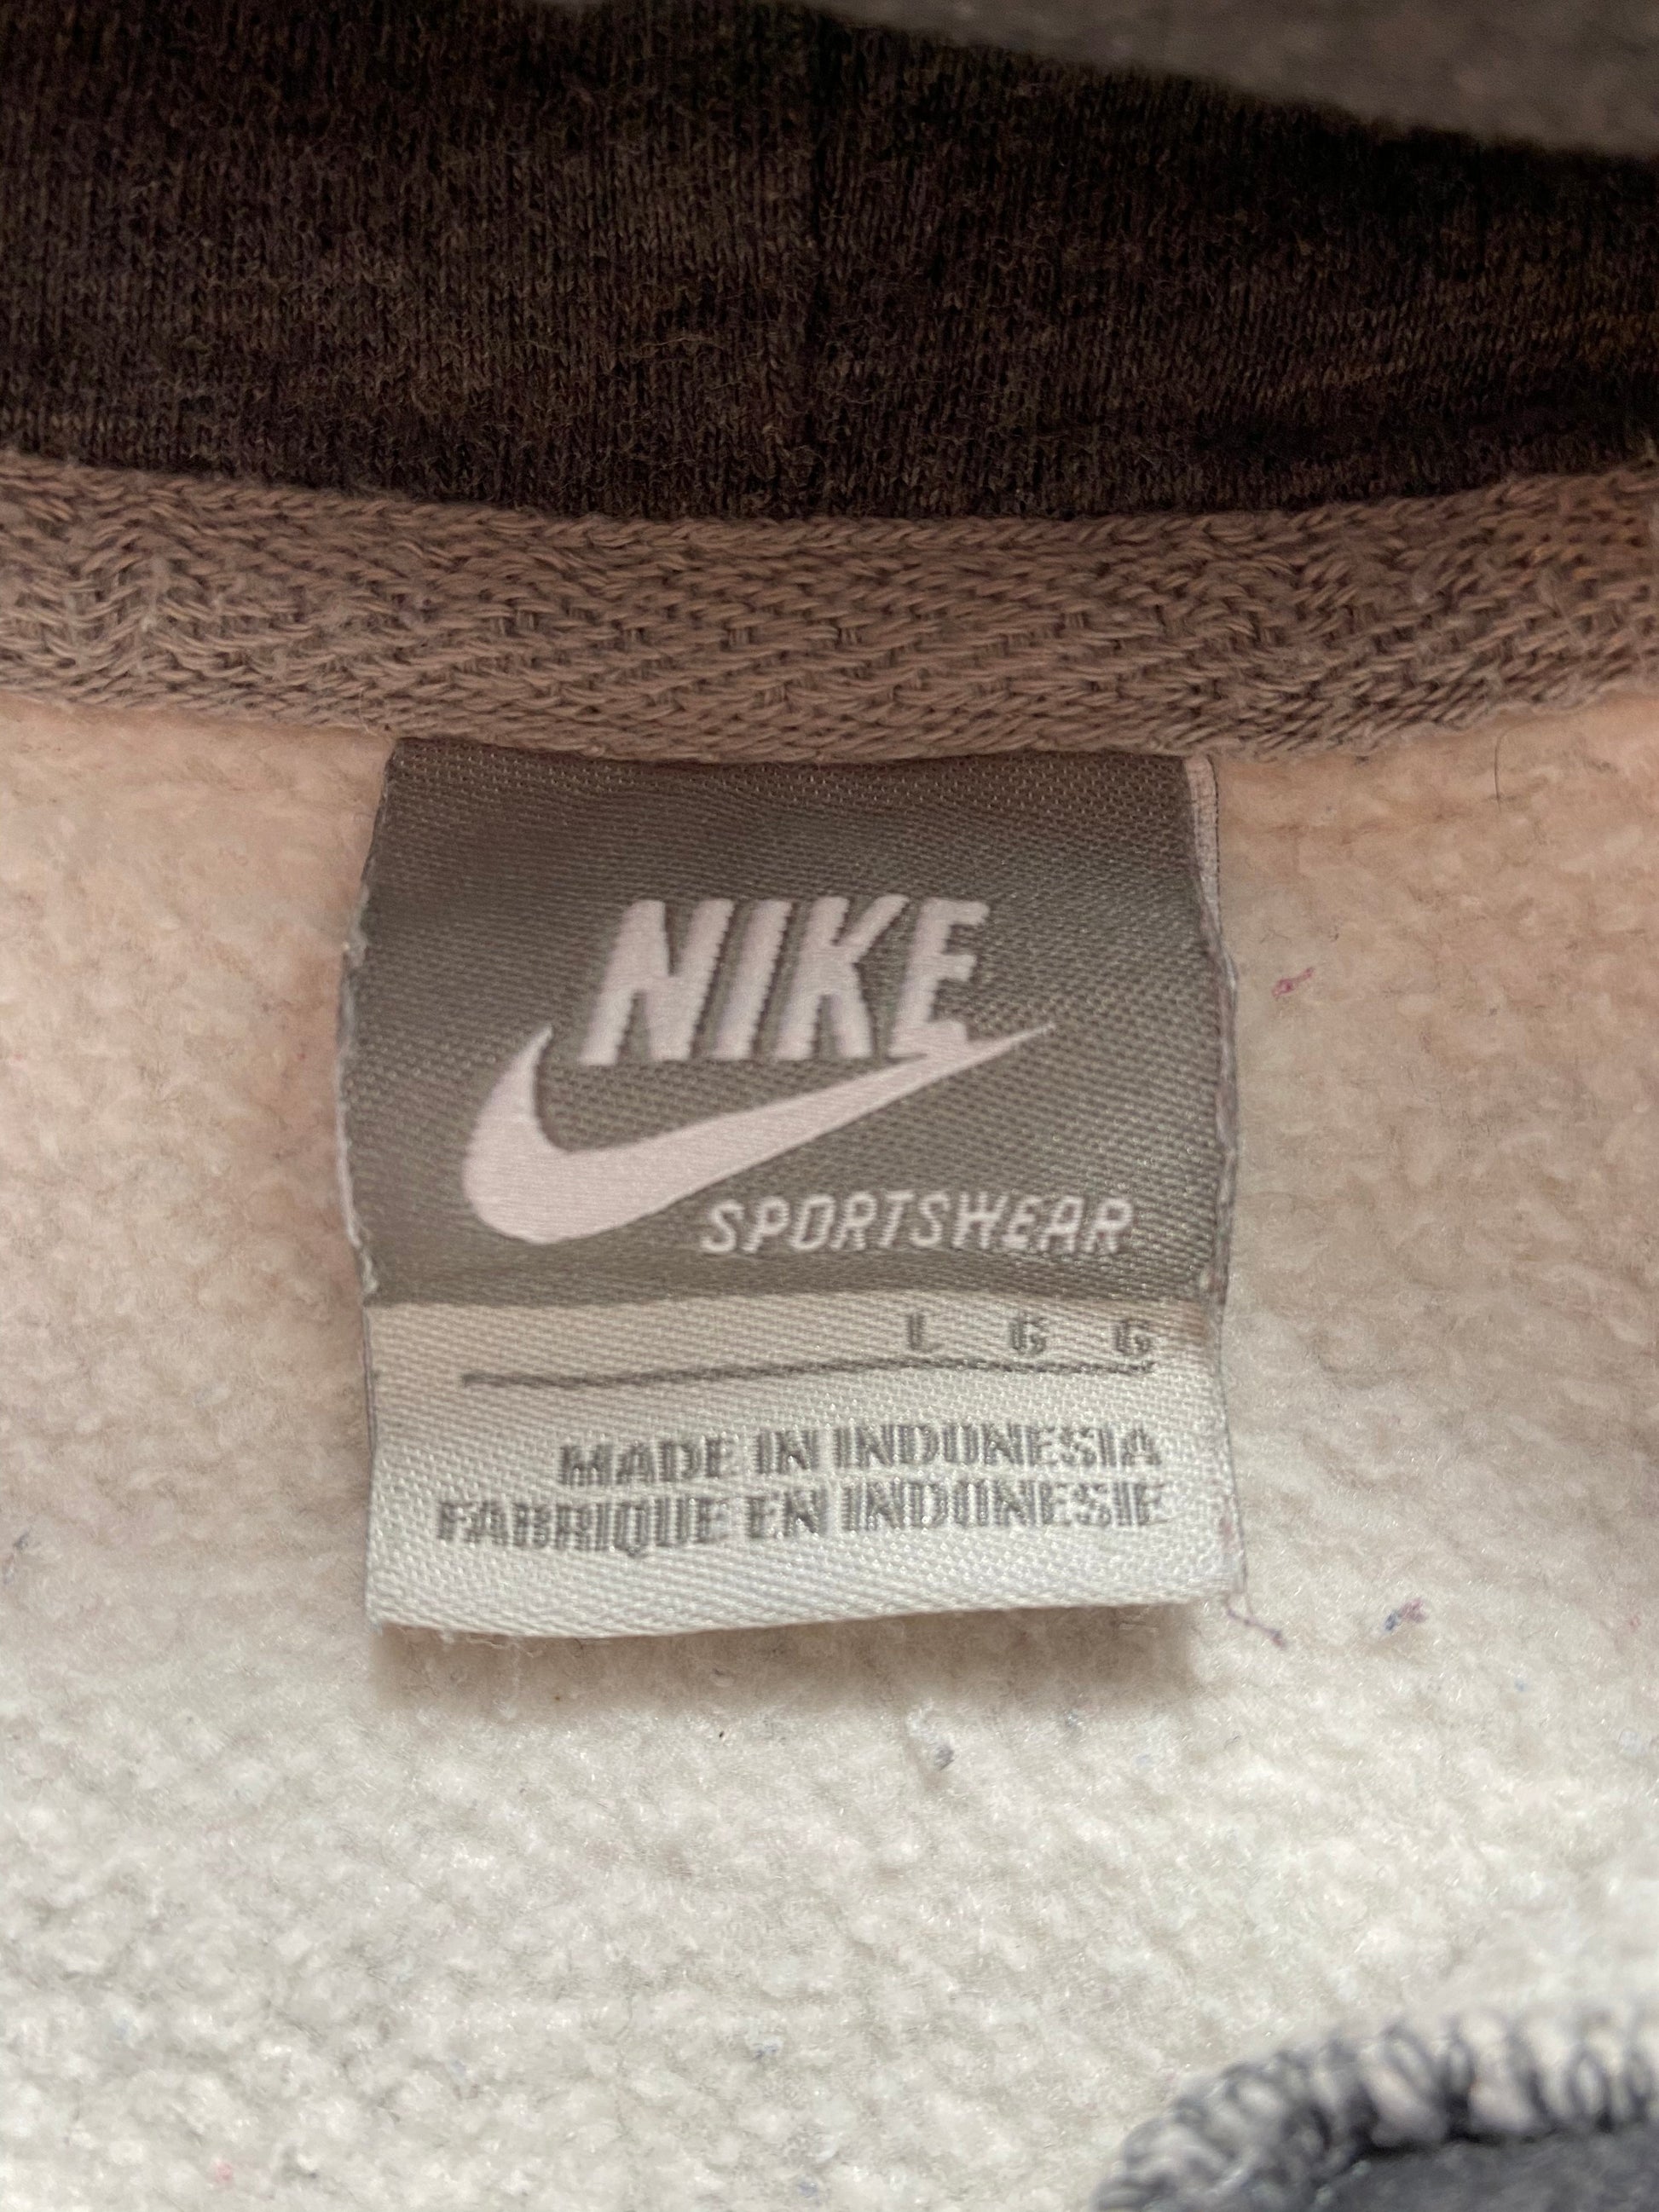 NIKE
SPORTSWEAR
L G G
MADE IN INDONESIA
FABRIQUE EN INDONESIE